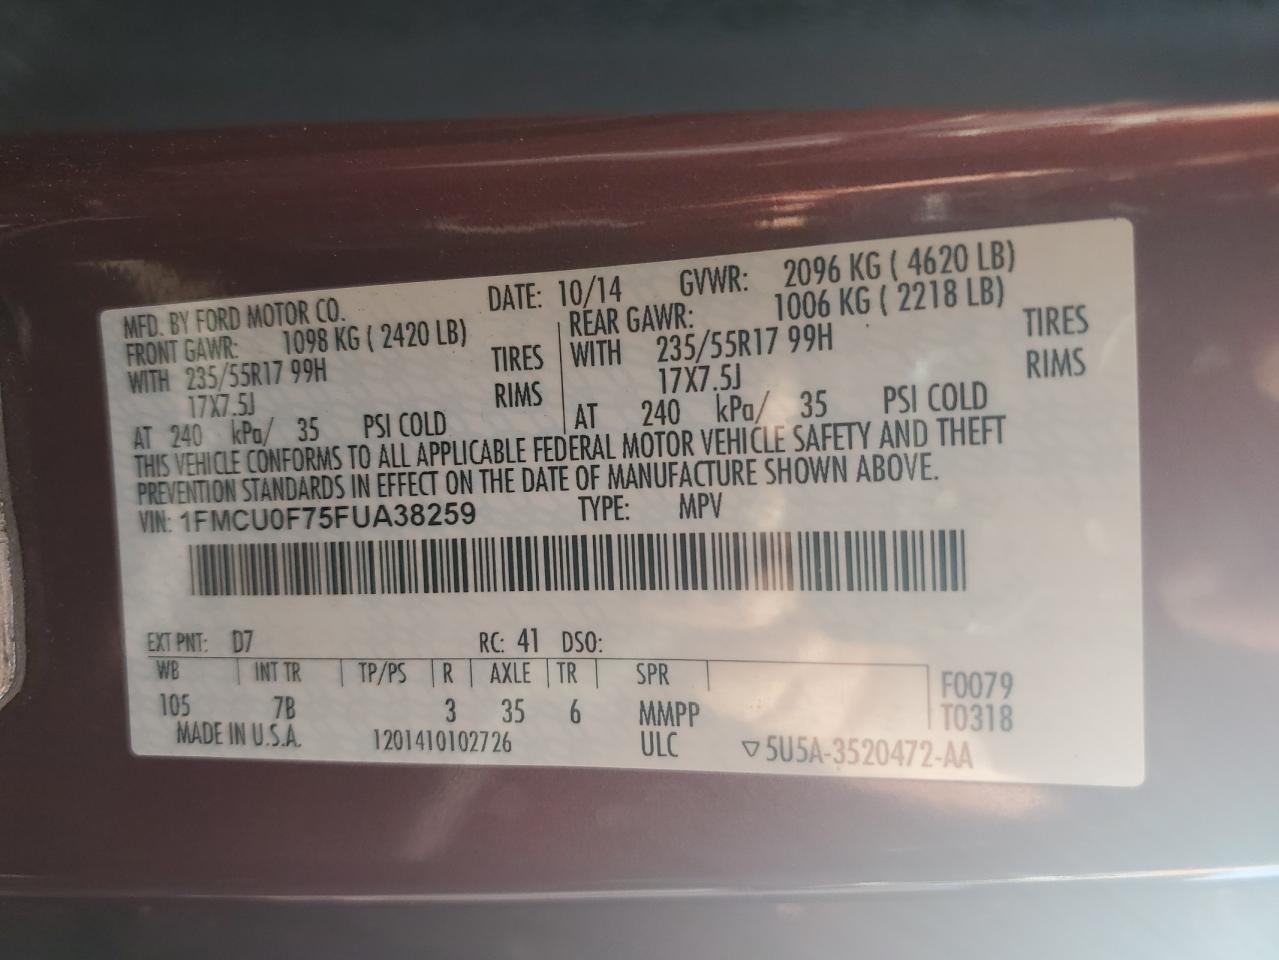 MFD. BY FORD MOTOR CO. DATE: 10/14 GVWR: 2096 KG ( 4620 LB)
FRONT GAWR: 1098 KG ( 2420 LB) REAR GAWR: 1006 KG ( 2218 LB)
WITH 235/55R17 99H TIRES WITH 235/55R17 99H TIRES
17X7.5J RIMS 17X7.5J RIMS
AT 240 kPa/ 35 PSI COLD AT 240 kPa/ 35 PSI COLD
THIS VEHICLE CONFORMS TO ALL APPLICABLE FEDERAL MOTOR VEHICLE SAFETY AND THEFT
PREVENTION STANDARDS IN EFFECT ON THE DATE OF MANUFACTURE SHOWN ABOVE.
VIN: 1FMCU0F75FUA38259 TYPE: MPV
EXT PNT: D7 RC: 41 DSO:
WB INT TR TP/PS R AXLE TR SPR F0079
105 7B 3 35 6 MMPP T0318
MADE IN U.S.A. 1201410102726 ULC ▽5U5A-3520472-AA